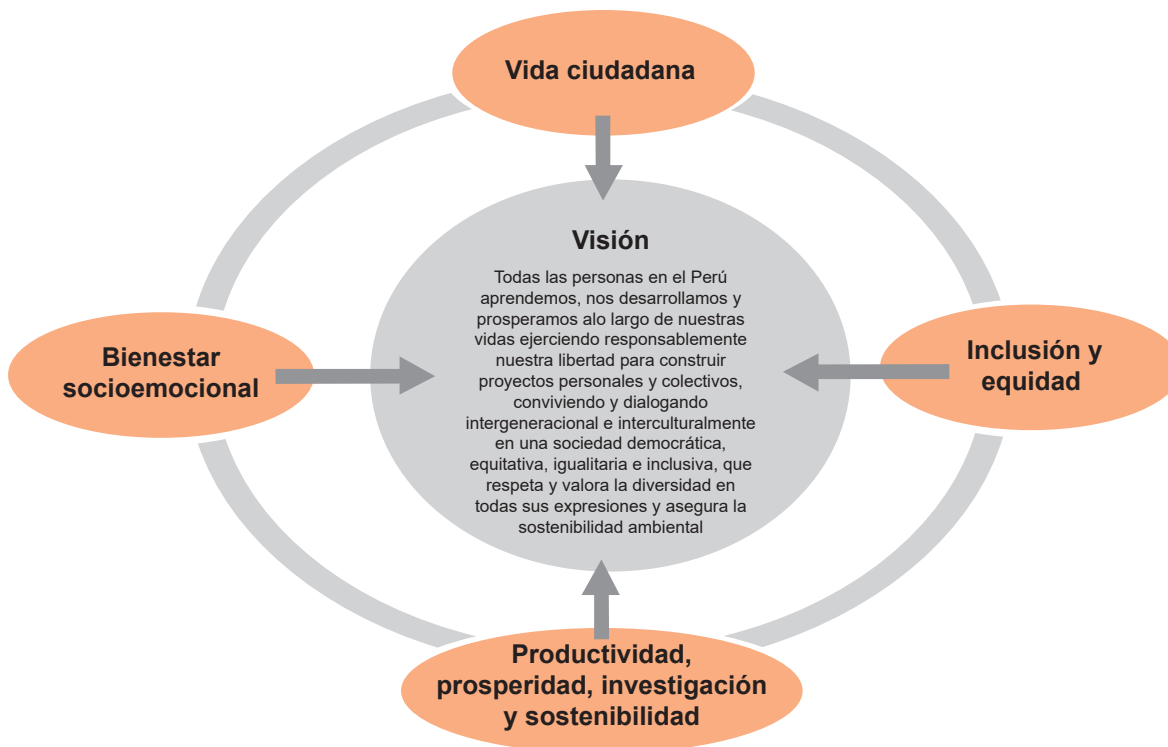 Vida ciudadana
Visión
Todas las personas en el Perú
aprendemos, nos desarrollamos y
prosperamos alo largo de nuestras
vidas ejerciendo responsablemente
nuestra libertad para construir
proyectos personales y colectivos,
conviviendo y dialogando
intergeneracional e interculturalmente
en una sociedad democrática,
equitativa, igualitaria e inclusiva, que
respeta y valora la diversidad en
todas sus expresiones y asegura la
sostenibilidad ambiental
Bienestar
socioemocional
Inclusión y
equidad
Productividad,
prosperidad, investigación
y sostenibilidad